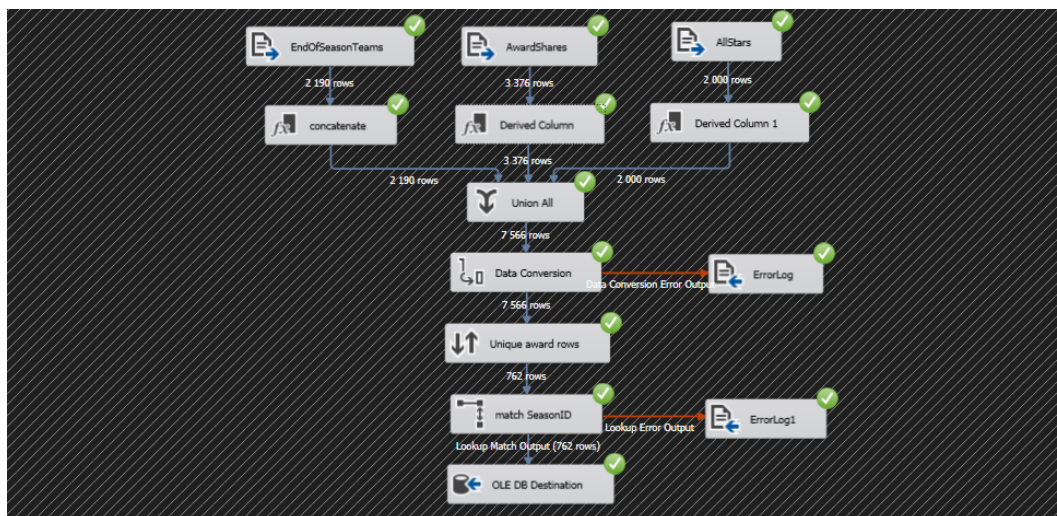 EndOfSeasonTeams
AwardShares
AllStars
2 190 rows
3 376 rows
2 000 rows
concatenate
Derived Column
Derived Column 1
3 376 rows
2 190 rows
2 000 rows
Union All
7 566 rows
Data Conversion
Data Conversion Error Output
ErrorLog
7 566 rows
Unique award rows
762 rows
match SeasonID
Lookup Error Output
ErrorLog1
Lookup Match Output (762 rows)
OLE DB Destination